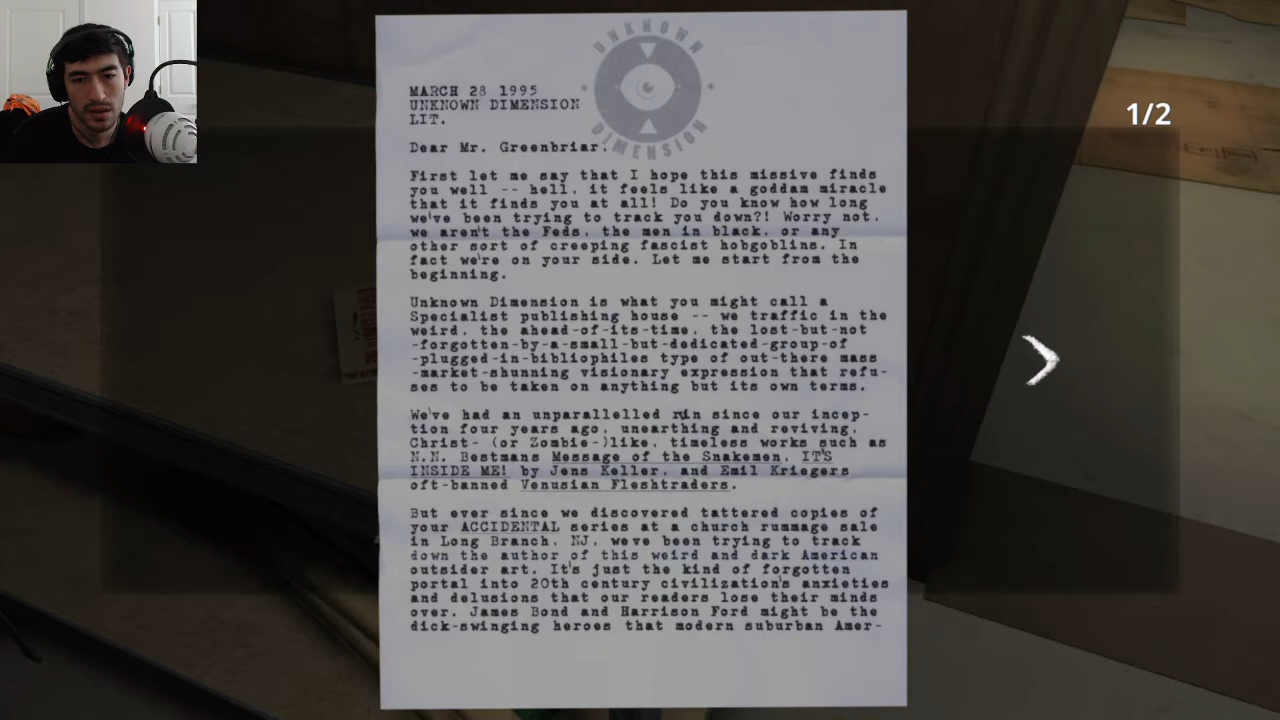 UNKNOWN
DIMENSION
1/2
MARCH 28 1995
UNKNOWN DIMENSION
LIT.
Dear Mr. Greenbriar,
First let me say that I hope this missive finds
you well -- hell, it feels like a goddam miracle
that it finds you at all! Do you know how long
we've been trying to track you down?! Worry not,
we aren't the Feds, the men in black, or any
other sort of creeping fascist hobgoblins. In
fact we're on your side. Let me start from the
beginning.
Unknown Dimension is what you might call a
Specialist publishing house -- we traffic in the
weird, the ahead-of-its-time, the lost-but-not
-forgotten-by-a-small-but-dedicated-group-of
-plugged-in-bibliophiles type of out-there mass
-market-shunning visionary expression that refu-
ses to be taken on anything but its own terms.
We've had an unparallelled run since our incep-
tion four years ago, unearthing and reviving,
Christ- (or Zombie-)like, timeless works such as
N.N. Bestmans Message of the Snakemen, IT'S
INSIDE ME! by Jens Keller, and Emil Kriegers
oft-banned Venusian Fleshtraders.
But ever since we discovered tattered copies of
your ACCIDENTAL series at a church rummage sale
in Long Branch, NJ, we've been trying to track
down the author of this weird and dark American
outsider art. It's just the kind of forgotten
portal into 20th century civilization's anxieties
and delusions that our readers lose their minds
over. James Bond and Harrison Ford might be the
dick-swinging heroes that modern suburban Amer-